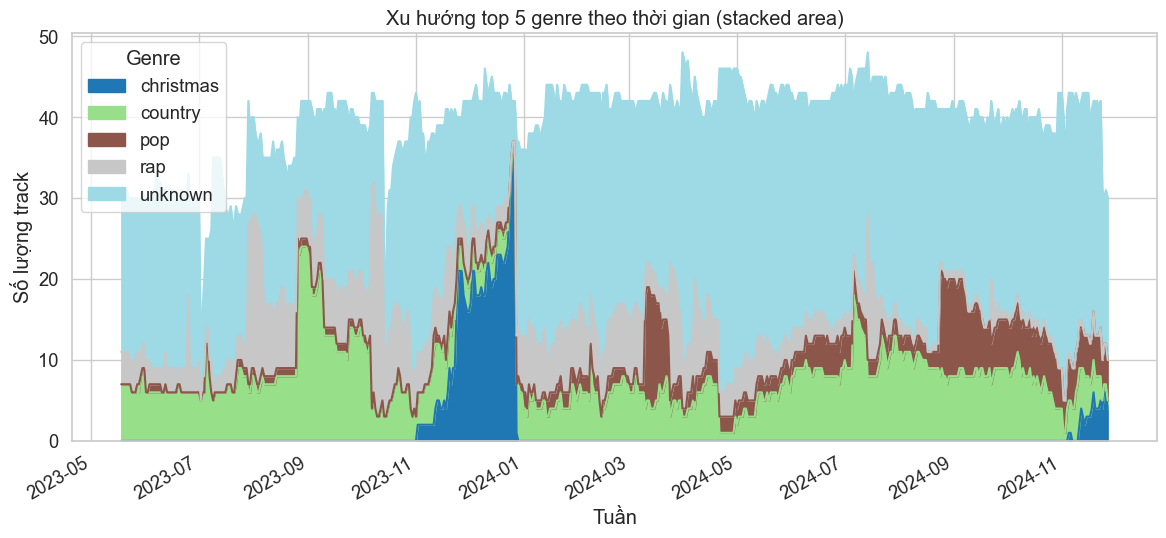 Xu hướng top 5 genre theo thời gian (stacked area)
Số lượng track
50
40
30
20
10
0
Genre
christmas
country
pop
rap
unknown
2023-05
2023-07
2023-09
2023-11
2024-01
2024-03
2024-05
2024-07
2024-09
2024-11
Tuần